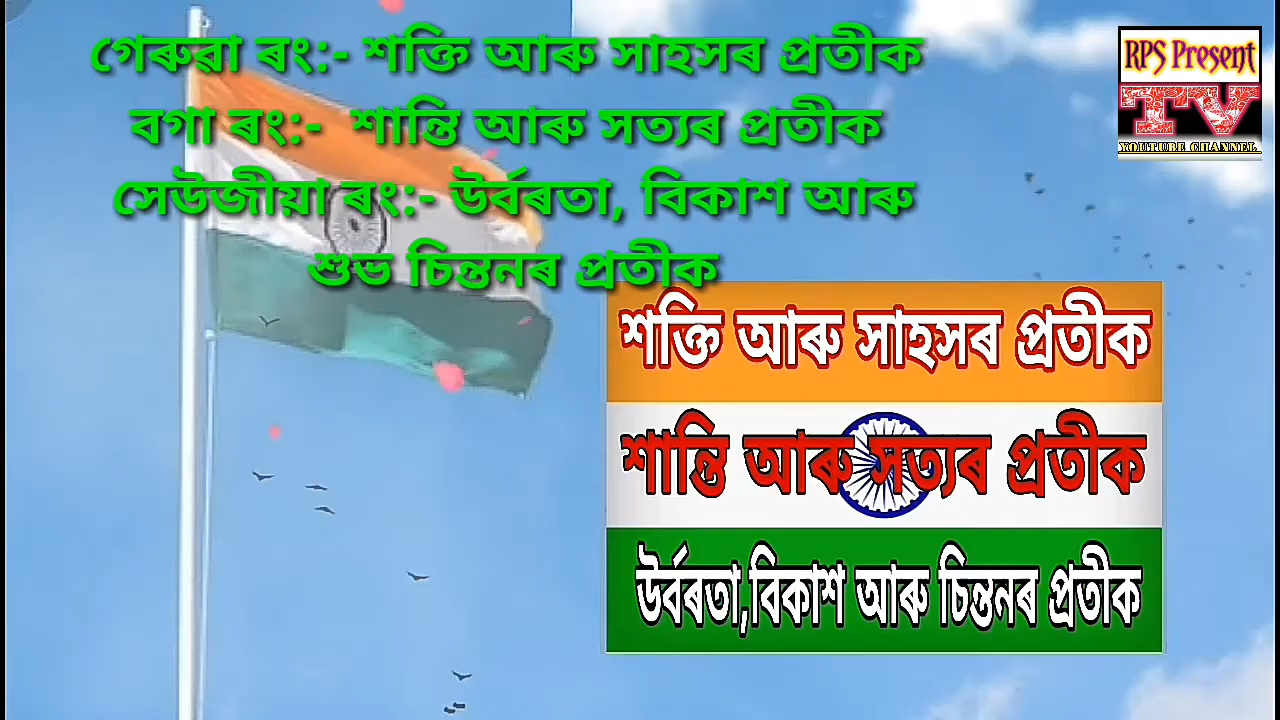 গেৰুৱা ৰং:- শক্তি আৰু সাহসৰ প্ৰতীক
বগা ৰং:- শান্তি আৰু সত্যৰ প্ৰতীক
সেউজীয়া ৰং:- উৰ্বৰতা, বিকাশ আৰু
শুভ চিন্তনৰ প্ৰতীক
RPS Present
TV
YOUTUBE CHANNEL
শক্তি আৰু সাহসৰ প্ৰতীক
শান্তি আৰু সত্যৰ প্ৰতীক
উৰ্বৰতা,বিকাশ আৰু চিন্তনৰ প্ৰতীক